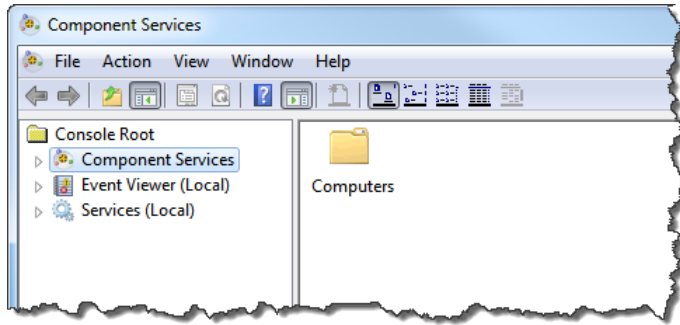 Component Services
File Action View Window Help
Console Root
Component Services
Event Viewer (Local)
Services (Local)
Computers